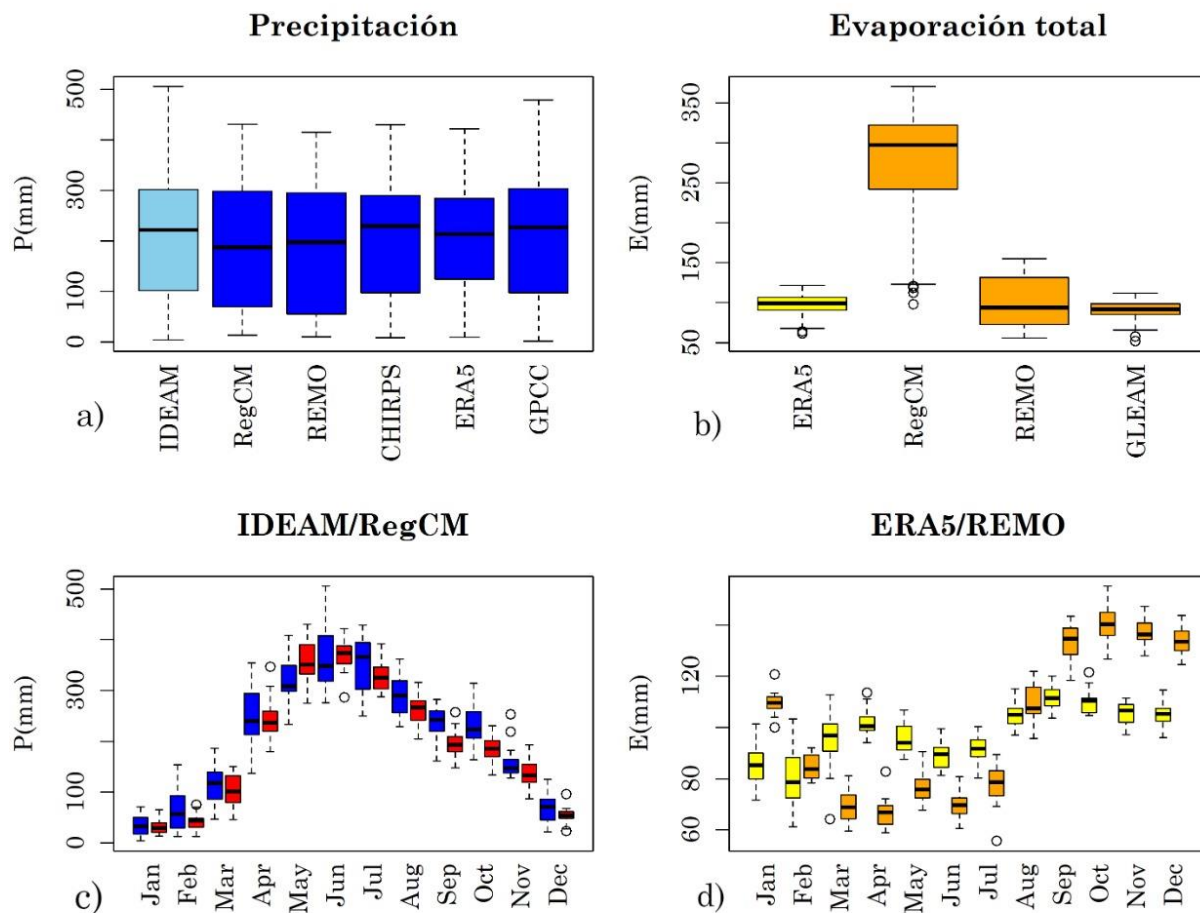 Precipitación
P(mm)
500
300
100
0
IDEAM
RegCM
REMO
CHIRPS
ERA5
GPCC
a)
Evaporación total
E(mm)
350
250
150
50
ERA5
RegCM
REMO
GLEAM
b)
IDEAM/RegCM
P(mm)
500
300
100
0
Jan
Feb
Mar
Apr
May
Jun
Jul
Aug
Sep
Oct
Nov
Dec
c)
ERA5/REMO
E(mm)
120
80
60
Jan
Feb
Mar
Apr
May
Jun
Jul
Aug
Sep
Oct
Nov
Dec
d)